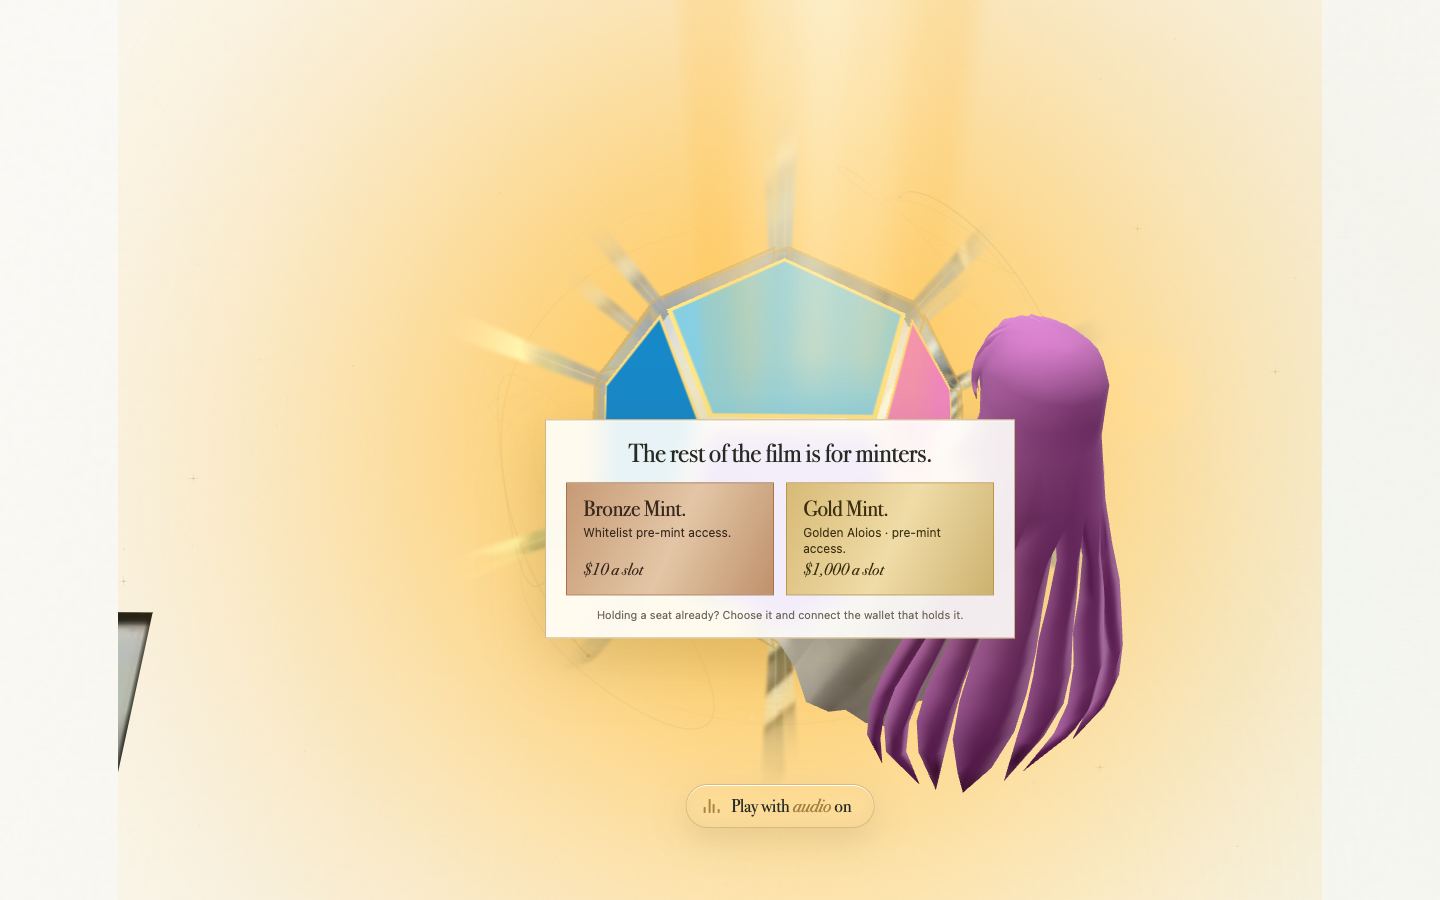 The rest of the film is for minters.
Bronze Mint.
Whitelist pre-mint access.
$10 a slot
Gold Mint.
Golden Aloios · pre-mint
access.
$1,000 a slot
Holding a seat already? Choose it and connect the wallet that holds it.
Play with audio on